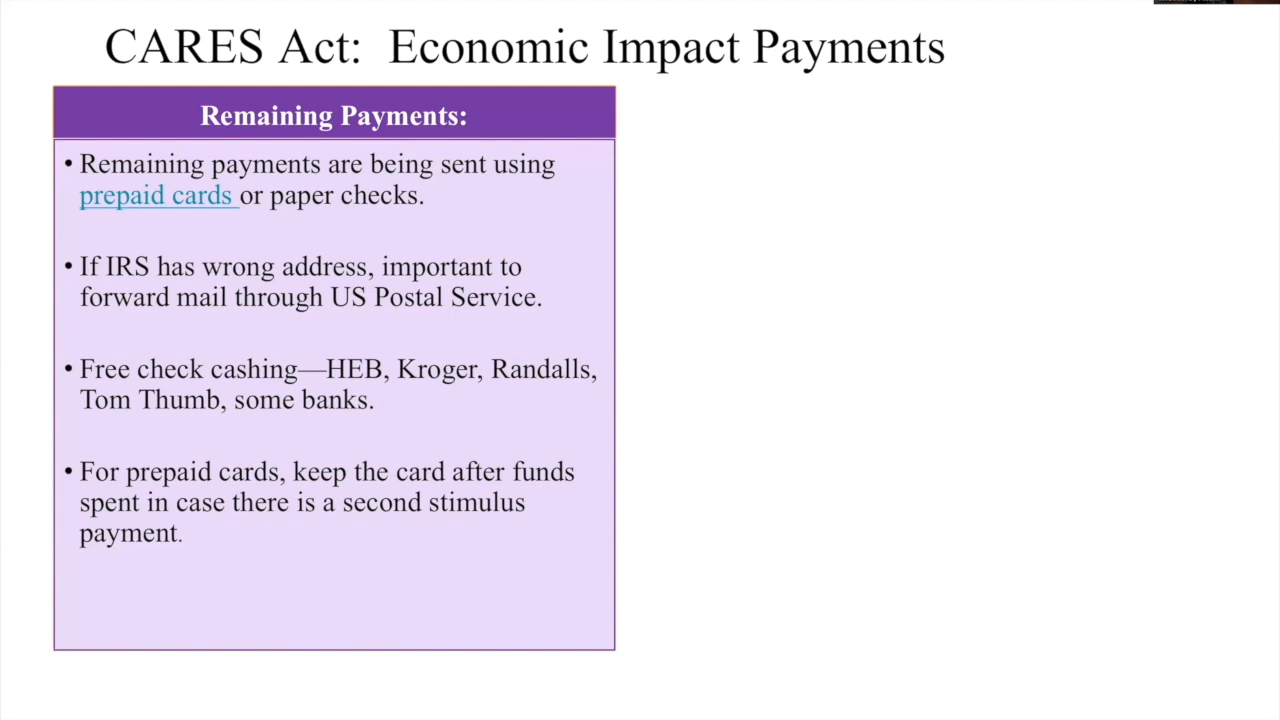 CARES Act:  Economic Impact Payments
Remaining Payments:
• Remaining payments are being sent using
prepaid cards or paper checks.
• If IRS has wrong address, important to
forward mail through US Postal Service.
• Free check cashing—HEB, Kroger, Randalls,
Tom Thumb, some banks.
• For prepaid cards, keep the card after funds
spent in case there is a second stimulus
payment.